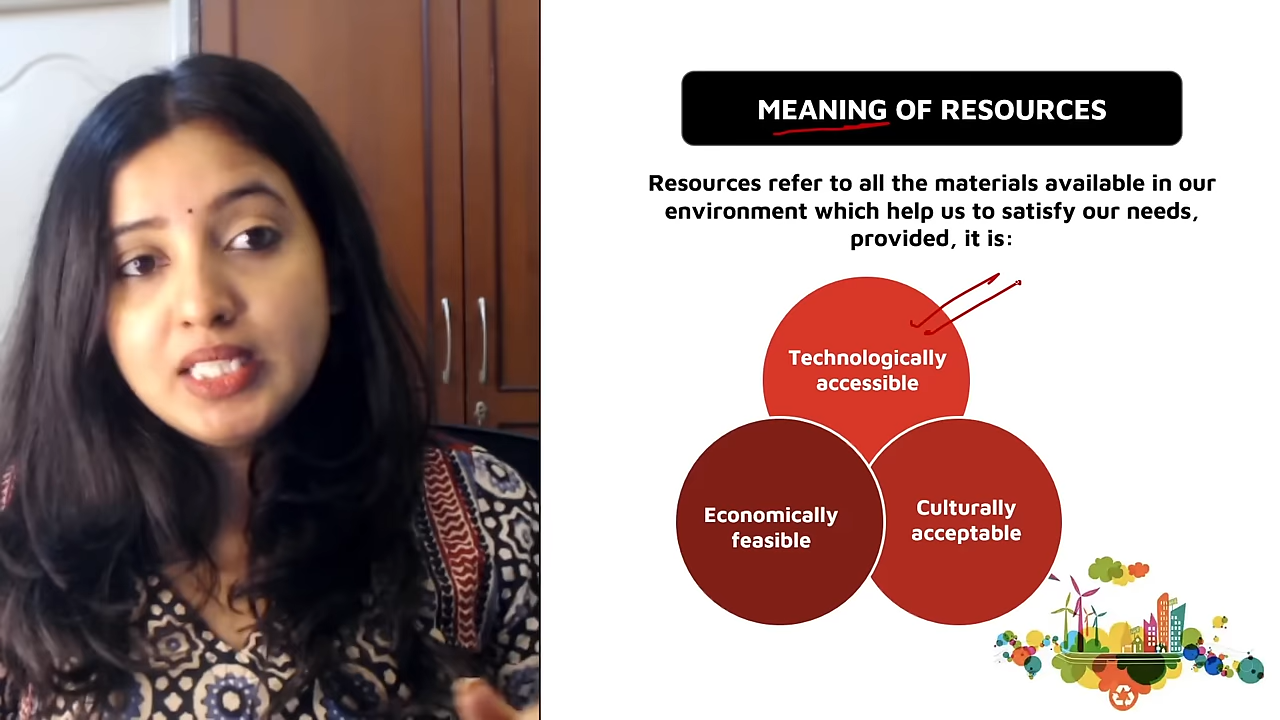 MEANING OF RESOURCES
Resources refer to all the materials available in our
environment which help us to satisfy our needs,
provided, it is:
Technologically
accessible
Economically
feasible
Culturally
acceptable